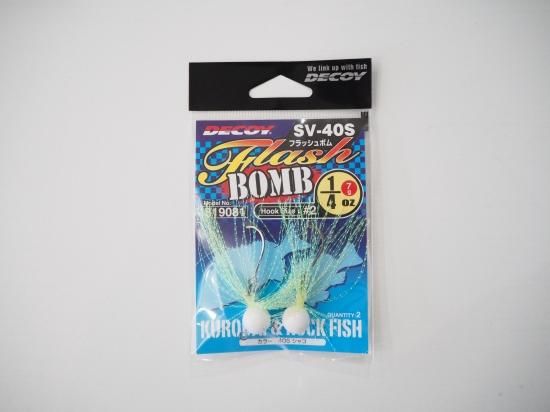 We link up with fish
DECOY
DECOY SV-40S
フラッシュボム
Flash
BOMB
1/4 oz
7g
Model No.
819081
Hook Size : #2
QUANTITY:2
& ROCK FISH
カラー 40S シャコ